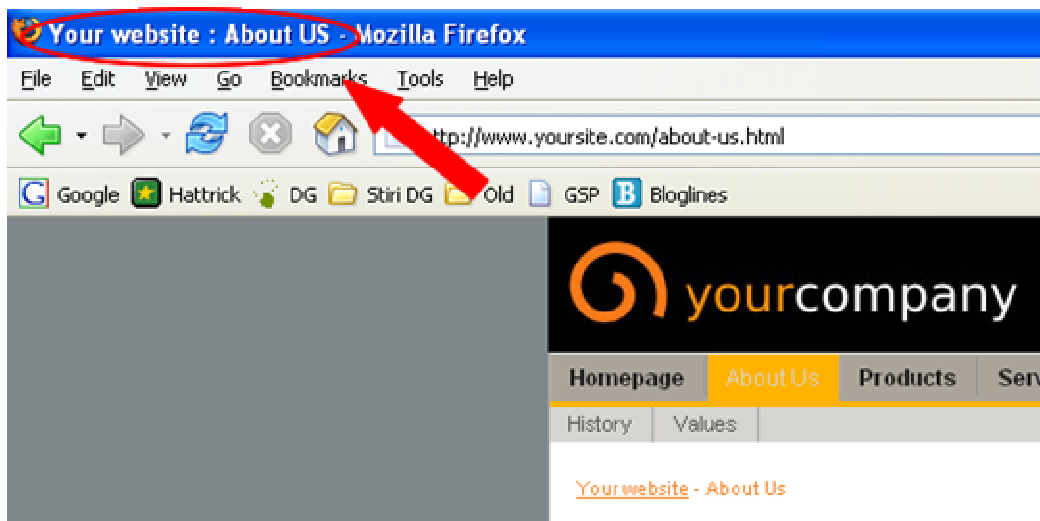 Your website : About US - Mozilla Firefox
File Edit View Go Bookmarks Tools Help
ttp://www.yoursite.com/about-us.html
G Google Hattrick DG Stiri DG Old GSP B Bloglines
yourcompany
Homepage About Us Products Serv
History Values
Your website - About Us